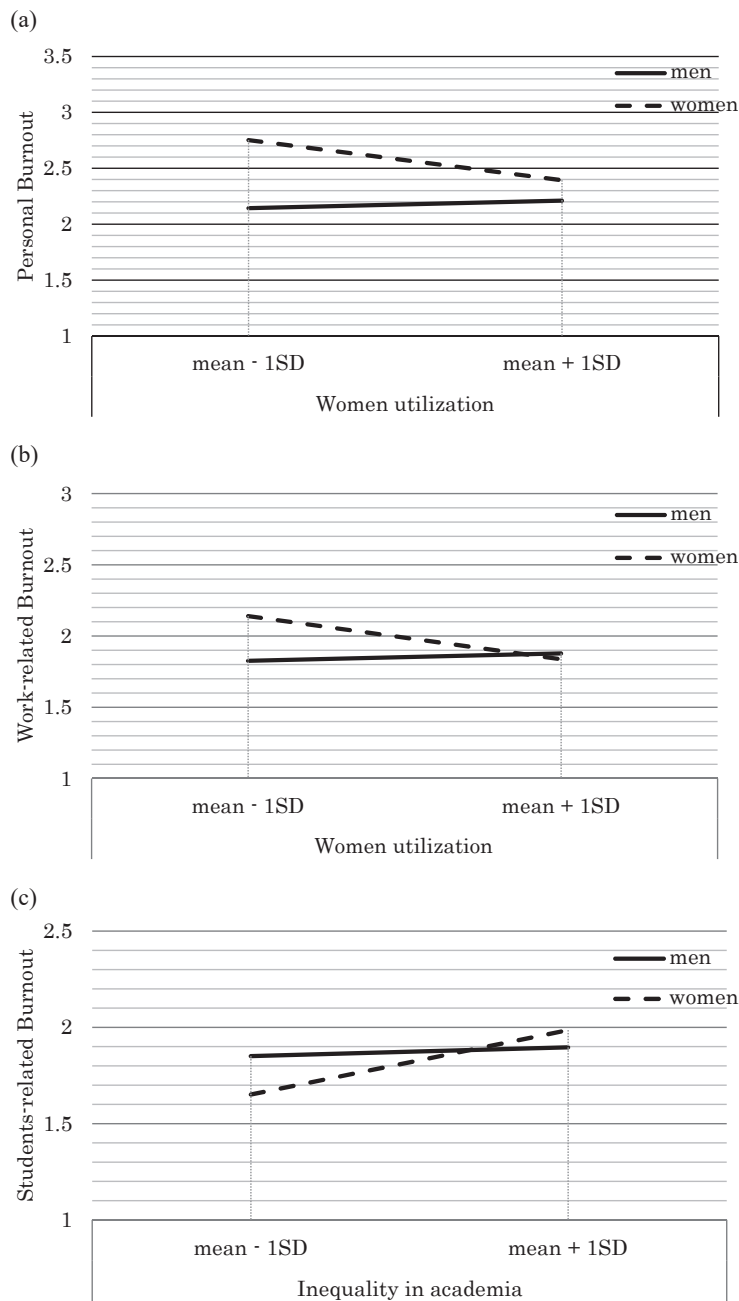 (a)
Personal Burnout
3.5
3
2.5
2
1.5
1
men
women
mean - 1SD
mean + 1SD
Women utilization
(b)
Work-related Burnout
3
2.5
2
1.5
1
men
women
mean - 1SD
mean + 1SD
Women utilization
(c)
Students-related Burnout
2.5
2
1.5
1
men
women
mean - 1SD
mean + 1SD
Inequality in academia